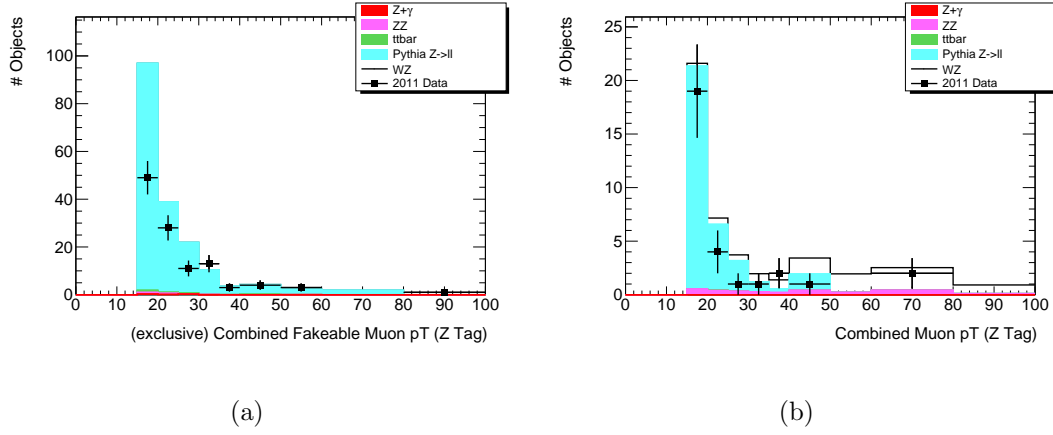 # Objects
100
80
60
40
20
0
0 10 20 30 40 50 60 70 80 90 100
(exclusive) Combined Fakeable Muon pT (Z Tag)
Z+γ
ZZ
ttbar
Pythia Z->ll
WZ
2011 Data
(a)
# Objects
25
20
15
10
5
0
0 10 20 30 40 50 60 70 80 90 100
Combined Muon pT (Z Tag)
Z+γ
ZZ
ttbar
Pythia Z->ll
WZ
2011 Data
(b)